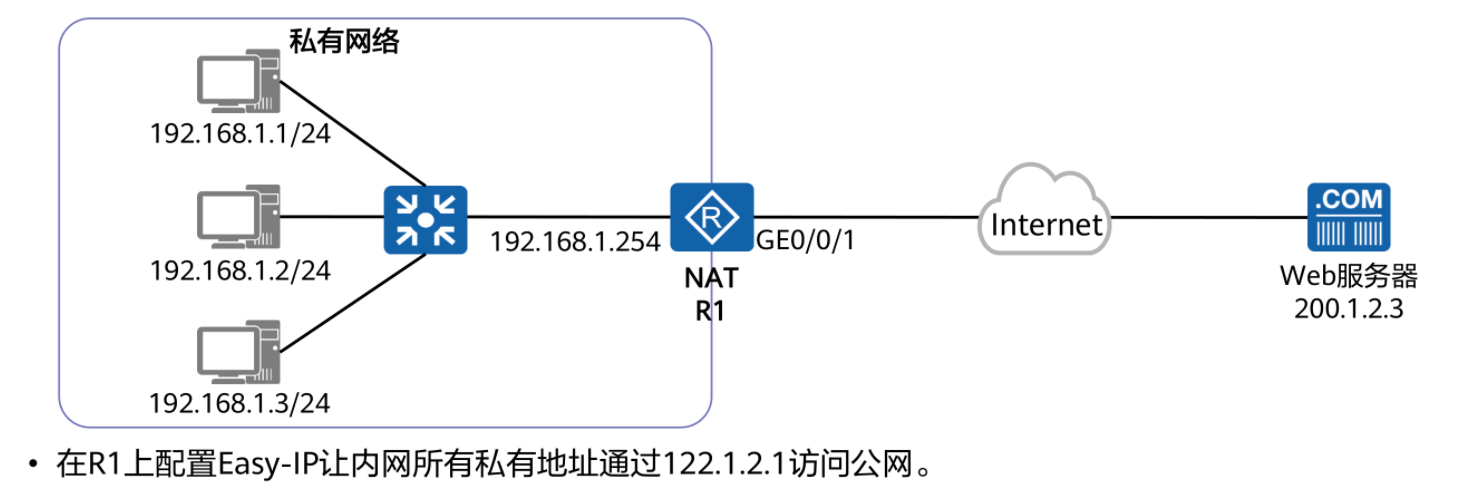 私有网络
192.168.1.1/24
192.168.1.2/24
192.168.1.3/24
192.168.1.254
R
GE0/0/1
NAT
R1
Internet
.COM
Web服务器
200.1.2.3
• 在R1上配置Easy-IP让内网所有私有地址通过122.1.2.1访问公网。